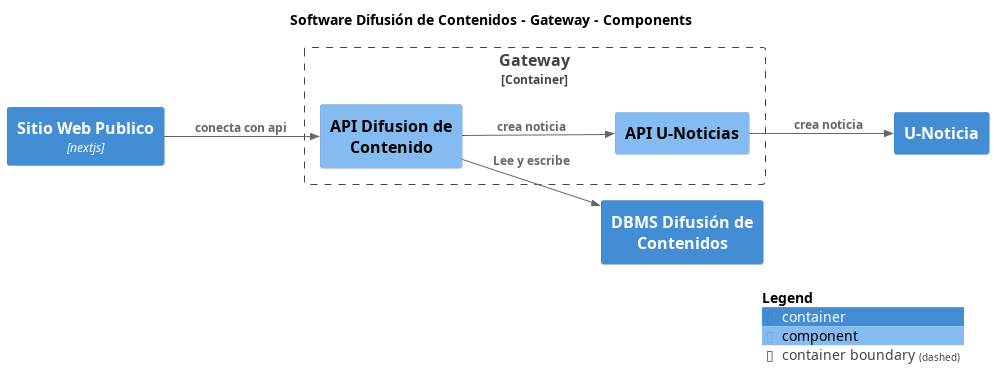 Software Difusión de Contenidos - Gateway - Components
Gateway
[Container]
Sitio Web Publico
[nextjs]
conecta con api
API Difusion de
Contenido
crea noticia
API U-Noticias
crea noticia
U-Noticia
Lee y escribe
DBMS Difusión de
Contenidos
Legend
container
component
container boundary (dashed)